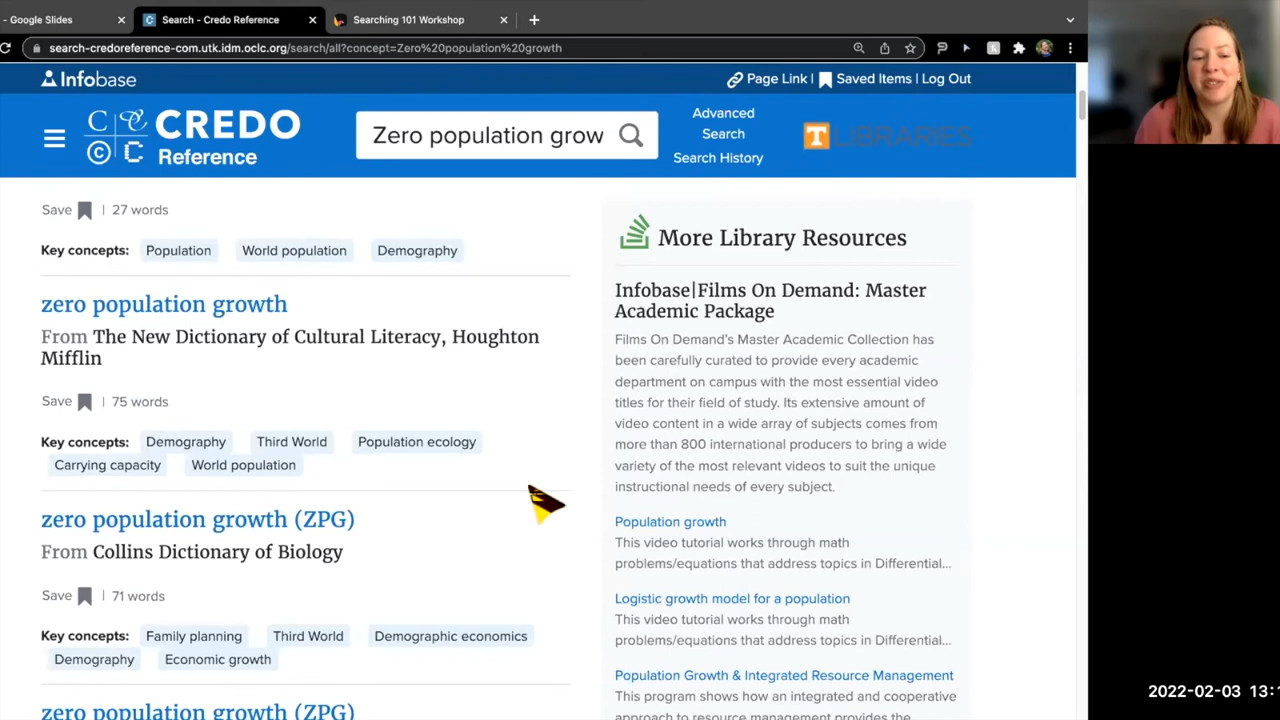 - Google Slides
Search - Credo Reference
Searching 101 Workshop
search-credoreference-com.utk.idm.oclc.org/search/all?concept=Zero%20population%20growth
Infobase
Page Link | Saved Items | Log Out
CREDO
Reference
Zero population grow
Advanced
Search
Search History
T LIBRARIES
Save | 27 words
Key concepts: Population World population Demography
zero population growth
From The New Dictionary of Cultural Literacy, Houghton
Mifflin
Save | 75 words
Key concepts: Demography Third World Population ecology
Carrying capacity World population
zero population growth (ZPG)
From Collins Dictionary of Biology
Save | 71 words
Key concepts: Family planning Third World Demographic economics
Demography Economic growth
zero population growth (ZPG)
More Library Resources
Infobase|Films On Demand: Master
Academic Package
Films On Demand's Master Academic Collection has
been carefully curated to provide every academic
department on campus with the most essential video
titles for their field of study. Its extensive amount of
video content in a wide array of subjects comes from
more than 800 international producers to bring a wide
variety of the most relevant videos to suit the unique
instructional needs of every subject.
Population growth
This video tutorial works through math
problems/equations that address topics in Differential...
Logistic growth model for a population
This video tutorial works through math
problems/equations that address topics in Differential...
Population Growth & Integrated Resource Management
This program shows how an integrated and cooperative
approach to resource management provides the
2022-02-03 13:1